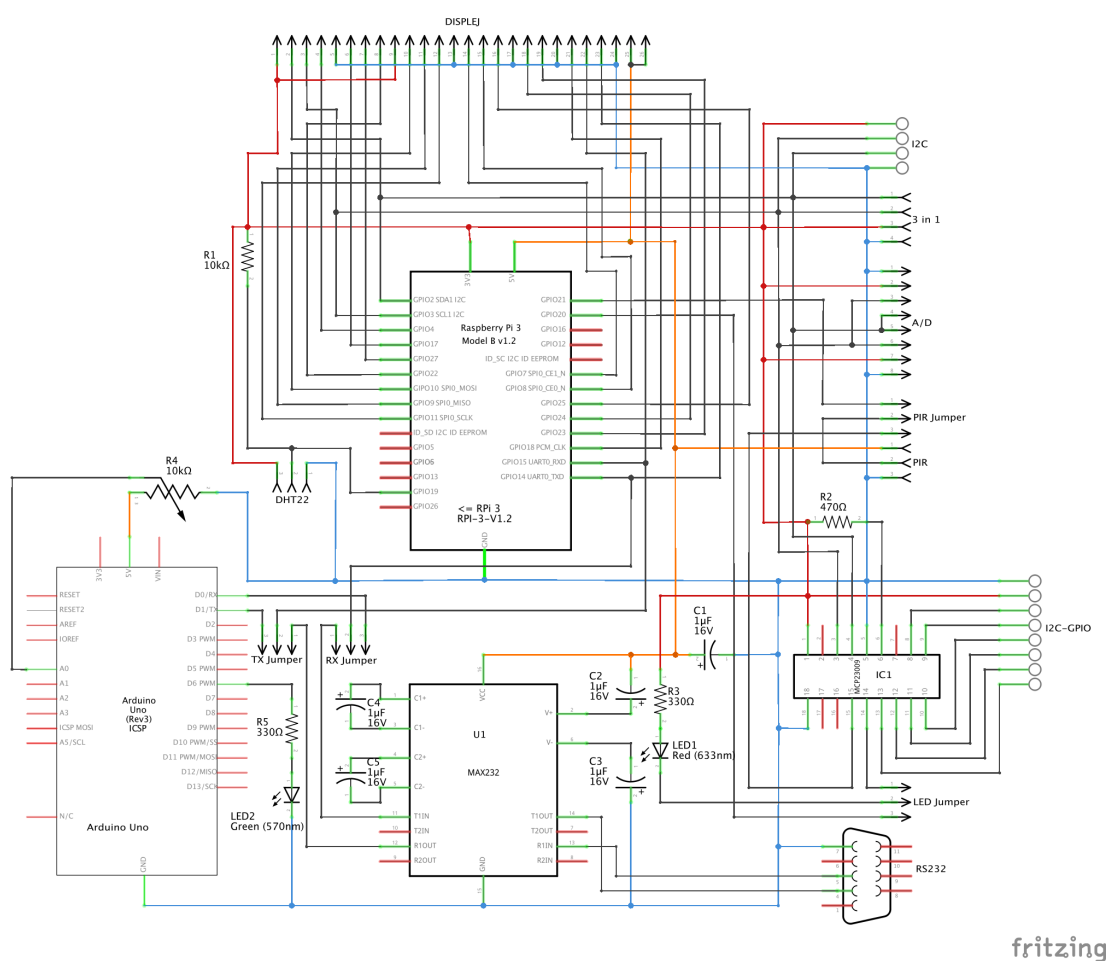 DISPLEJ
I2C
3 in 1
R1
10kΩ
3V3
5V
GPIO2 SDA1 I2C
GPIO21
GPIO3 SCL1 I2C
GPIO20
GPIO4
Raspberry Pi 3
GPIO16
GPIO17
Model B v1.2
GPIO12
GPIO27
ID_SC I2C ID EEPROM
GPIO22
GPIO7 SPI0_CE1_N
GIPO10 SPI0_MOSI
GPIO8 SPI0_CE0_N
GPIO9 SPI0_MISO
GPIO25
GPIO11 SPI0_SCLK
GPIO24
ID_SD I2C ID EEPROM
GPIO23
GPIO5
GPIO18 PCM_CLK
GPIO6
GPIO15 UART0_RXD
GPIO13
GPIO14 UART0_TXD
GPIO19
GPIO26
<= RPi 3
RPI-3-V1.2
GND
A/D
PIR Jumper
PIR
R4
10kΩ
DHT22
R2
470Ω
3V3
5V
VIN
RESET
D0/RX
RESET2
D1/TX
AREF
D2
IOREF
D3 PWM
D4
A0
D5 PWM
A1
D6 PWM
A2
D7
A3
D8
ICSP MOSI
D9 PWM
A5/SCL
D10 PWM/SS
D11 PWM/MOSI
D12/MISO
D13/SCK
N/C
Arduino
Uno
(Rev3)
ICSP
Arduino Uno
GND
TX Jumper
RX Jumper
C1
1µF
16V
I2C-GPIO
MCP23009
IC1
C4
1µF
16V
C5
1µF
16V
R5
330Ω
LED2
Green (570nm)
VCC
C1+
C1-
C2+
C2-
T1IN
T2IN
R1OUT
R2OUT
U1
MAX232
V+
V-
T1OUT
T2OUT
R1IN
R2IN
GND
C2
1µF
16V
C3
1µF
16V
R3
330Ω
LED1
Red (633nm)
LED Jumper
RS232
fritzing